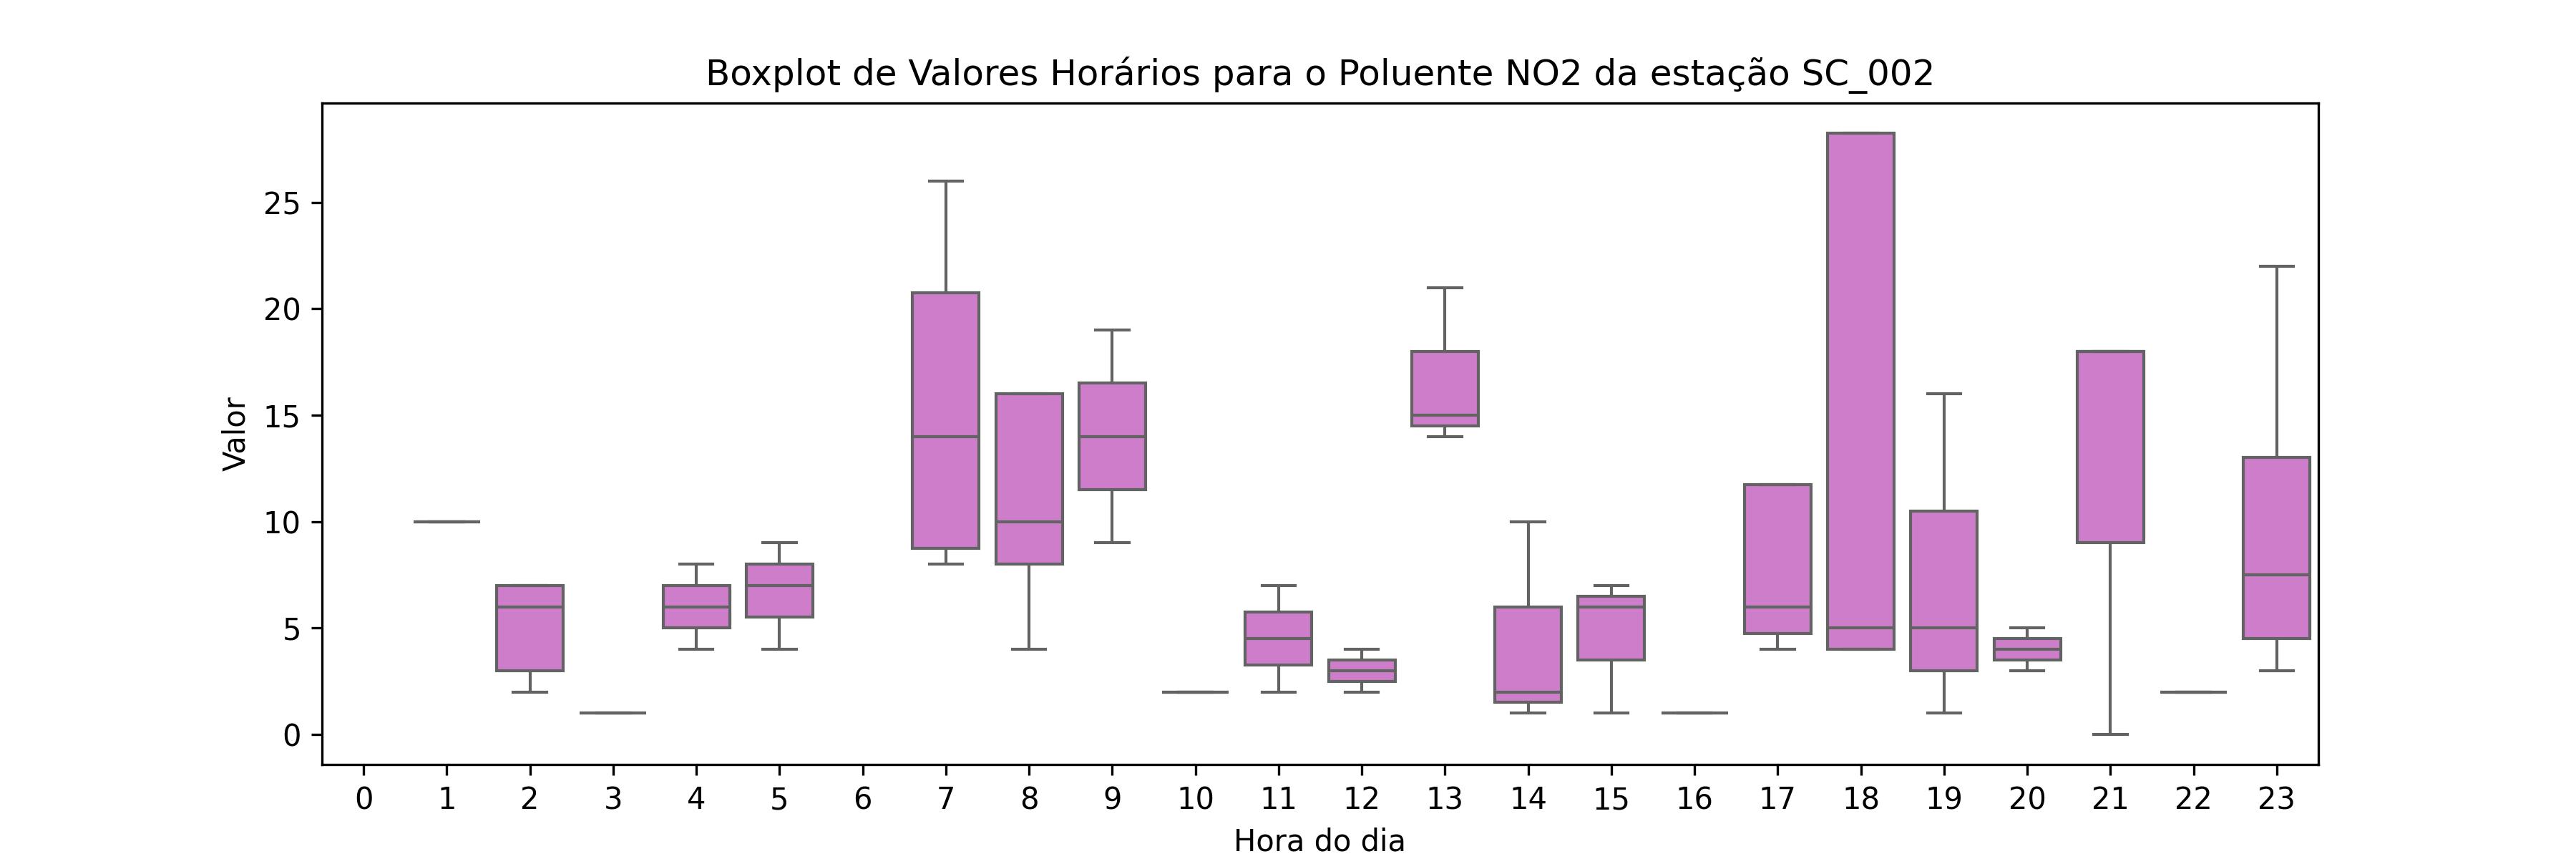 Boxplot de Valores Horários para o Poluente NO2 da estação SC_002
25
20
15
10
5
0
Valor
0 1 2 3 4 5 6 7 8 9 10 11 12 13 14 15 16 17 18 19 20 21 22 23
Hora do dia